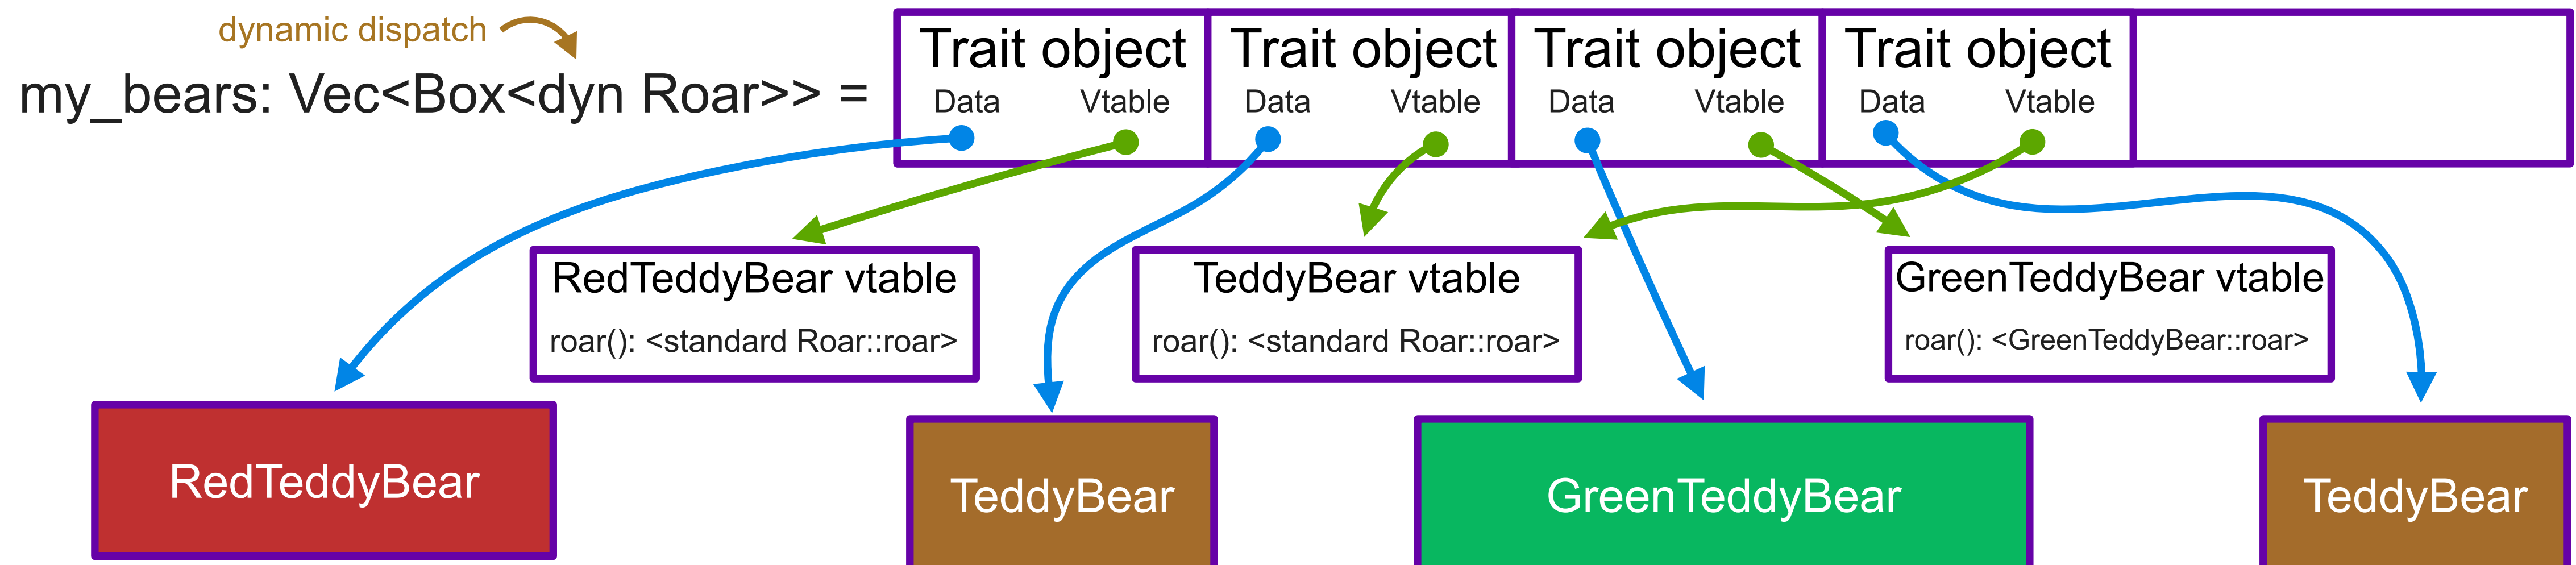 dynamic dispatch
my_bears: Vec<Box<dyn Roar>> =
Trait object
Data Vtable
Trait object
Data Vtable
Trait object
Data Vtable
Trait object
Data Vtable
RedTeddyBear vtable
roar(): <standard Roar::roar>
TeddyBear vtable
roar(): <standard Roar::roar>
GreenTeddyBear vtable
roar(): <GreenTeddyBear::roar>
RedTeddyBear
TeddyBear
GreenTeddyBear
TeddyBear